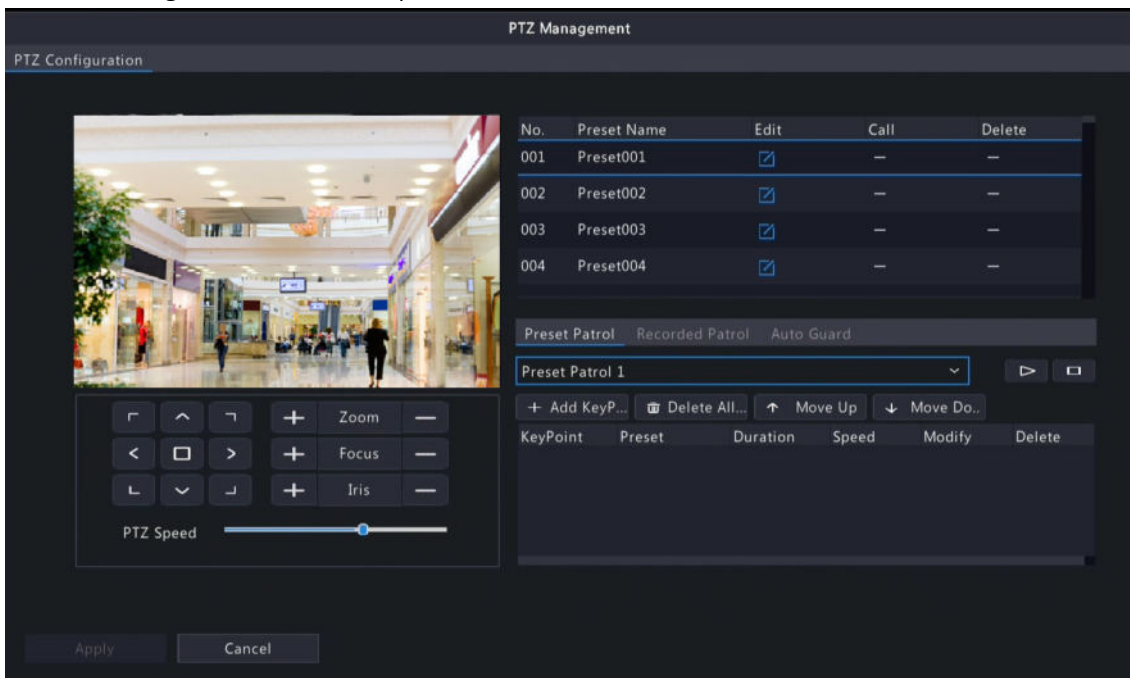 PTZ Management
PTZ Configuration
No. Preset Name Edit Call Delete
001 Preset001 — —
002 Preset002 — —
003 Preset003 — —
004 Preset004 — —
Preset Patrol Recorded Patrol Auto Guard
Preset Patrol 1
+ Add KeyP... Delete All... ↑ Move Up ↓ Move Do..
KeyPoint Preset Duration Speed Modify Delete
+ Zoom —
+ Focus —
+ Iris —
PTZ Speed
Apply Cancel